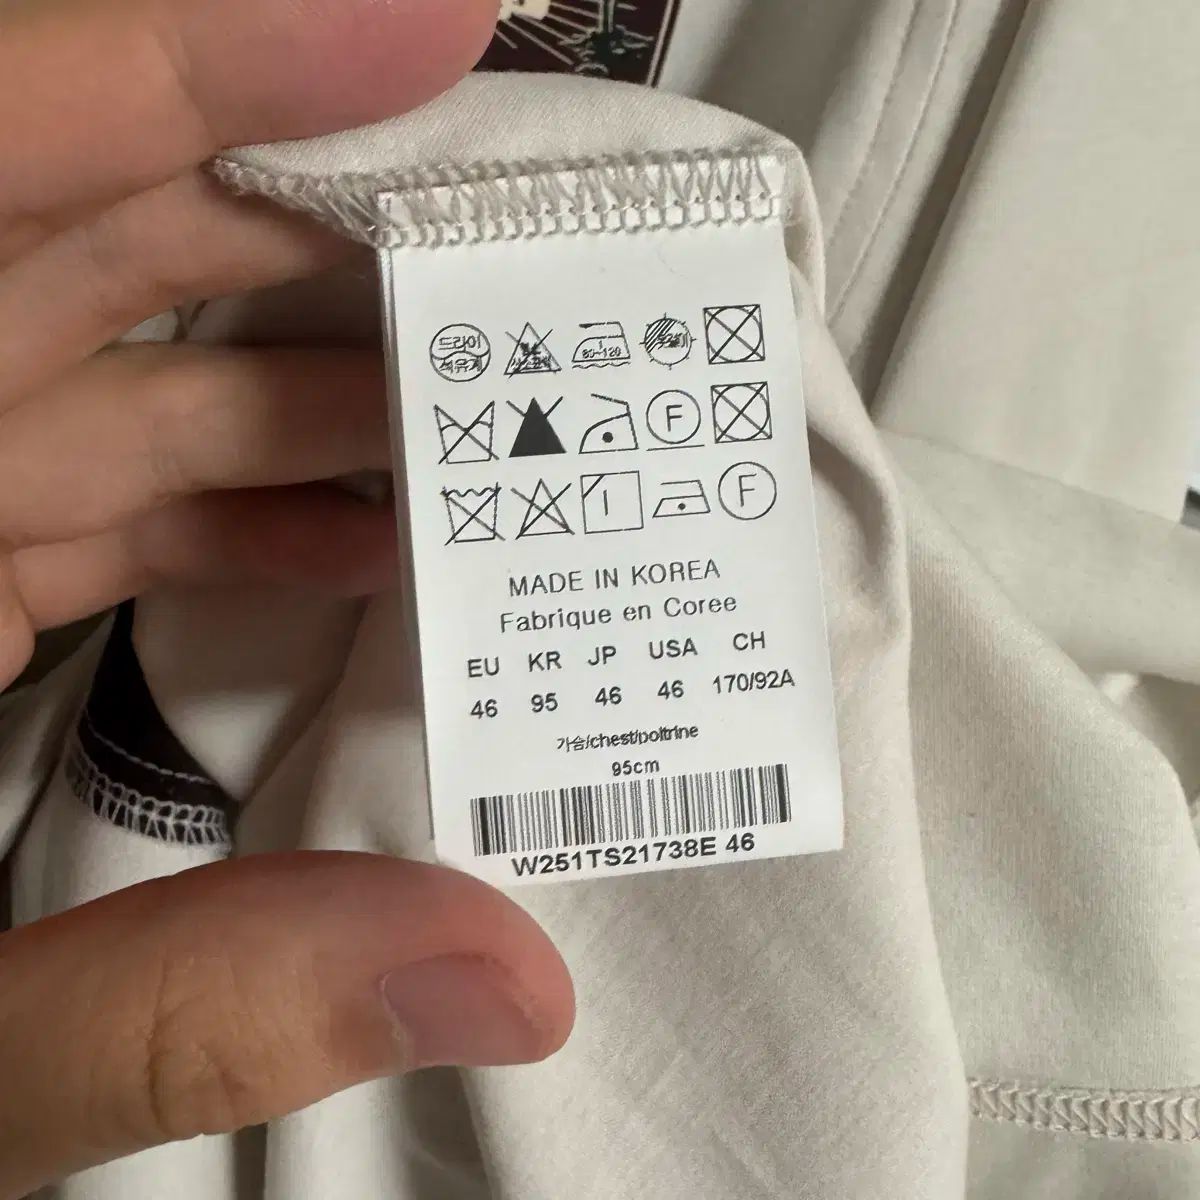 드라이
석유계
1
80~120
F
I
F
MADE IN KOREA
Fabrique en Coree
EU KR JP USA CH
46 95 46 46 170/92A
가슴/chest/poitrine
95cm
W251TS21738E 46